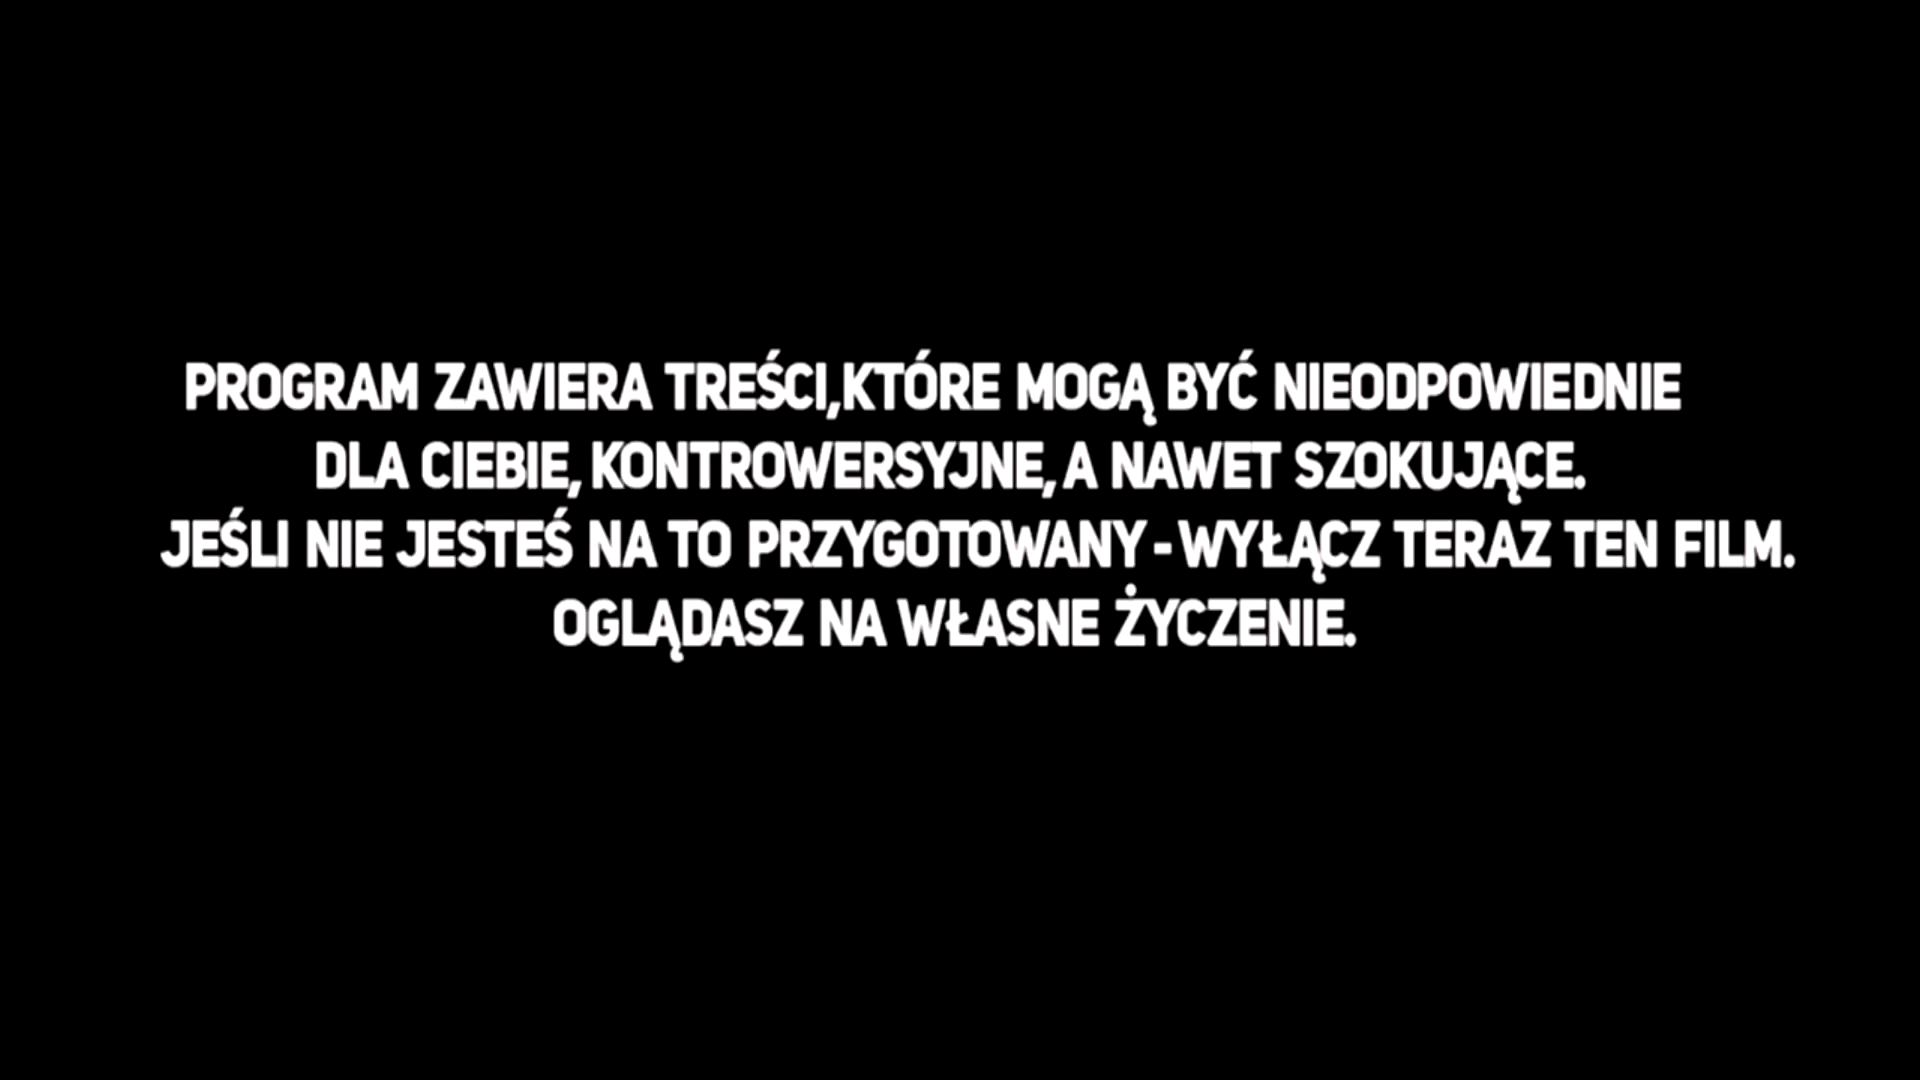 PROGRAM ZAWIERA TREŚCI,KTÓRE MOGĄ BYĆ NIEODPOWIEDNIE
DLA CIEBIE, KONTROWERSYJNE, A NAWET SZOKUJĄCE.
JEŚLI NIE JESTEŚ NA TO PRZYGOTOWANY - WYŁĄCZ TERAZ TEN FILM.
OGLĄDASZ NA WŁASNE ŻYCZENIE.